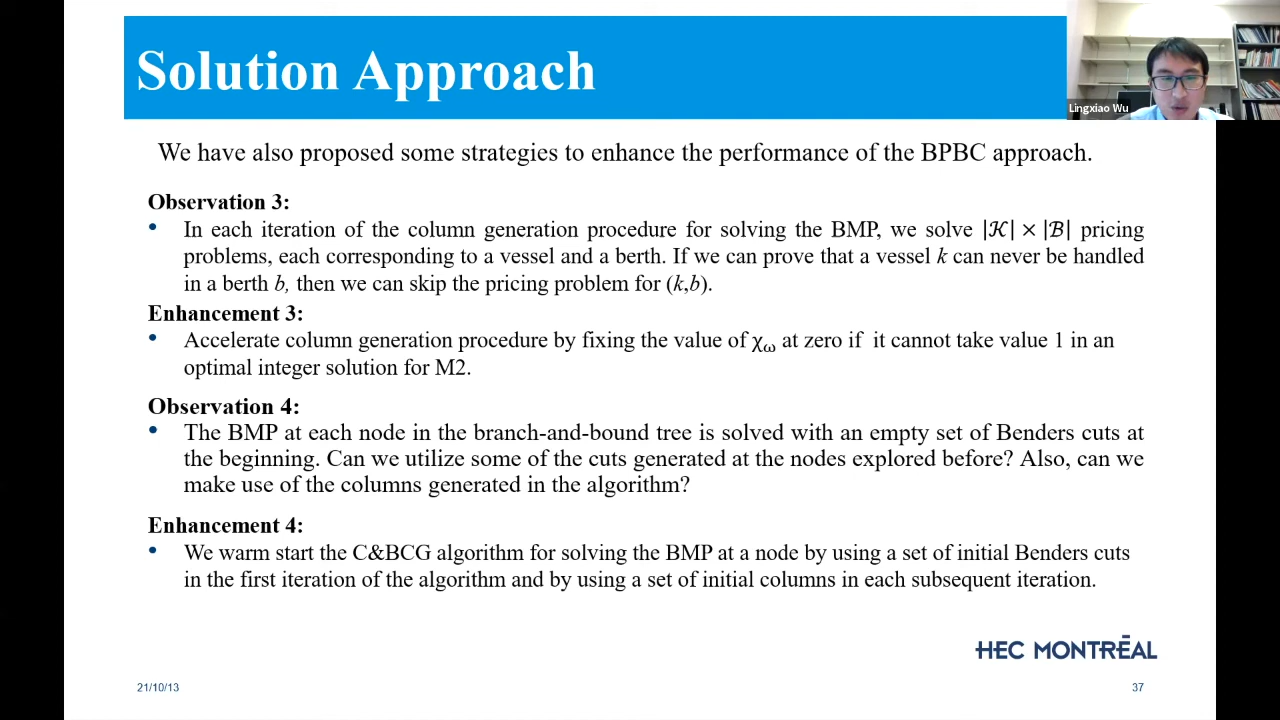 Solution Approach
Lingxiao Wu
We have also proposed some strategies to enhance the performance of the BPBC approach.
Observation 3:
• In each iteration of the column generation procedure for solving the BMP, we solve |𝒦| × |ℬ| pricing
problems, each corresponding to a vessel and a berth. If we can prove that a vessel k can never be handled
in a berth b, then we can skip the pricing problem for (k,b).
Enhancement 3:
• Accelerate column generation procedure by fixing the value of χω at zero if it cannot take value 1 in an
optimal integer solution for M2.
Observation 4:
• The BMP at each node in the branch-and-bound tree is solved with an empty set of Benders cuts at
the beginning. Can we utilize some of the cuts generated at the nodes explored before? Also, can we
make use of the columns generated in the algorithm?
Enhancement 4:
• We warm start the C&BCG algorithm for solving the BMP at a node by using a set of initial Benders cuts
in the first iteration of the algorithm and by using a set of initial columns in each subsequent iteration.
HEC MONTRĒAL
21/10/13
37